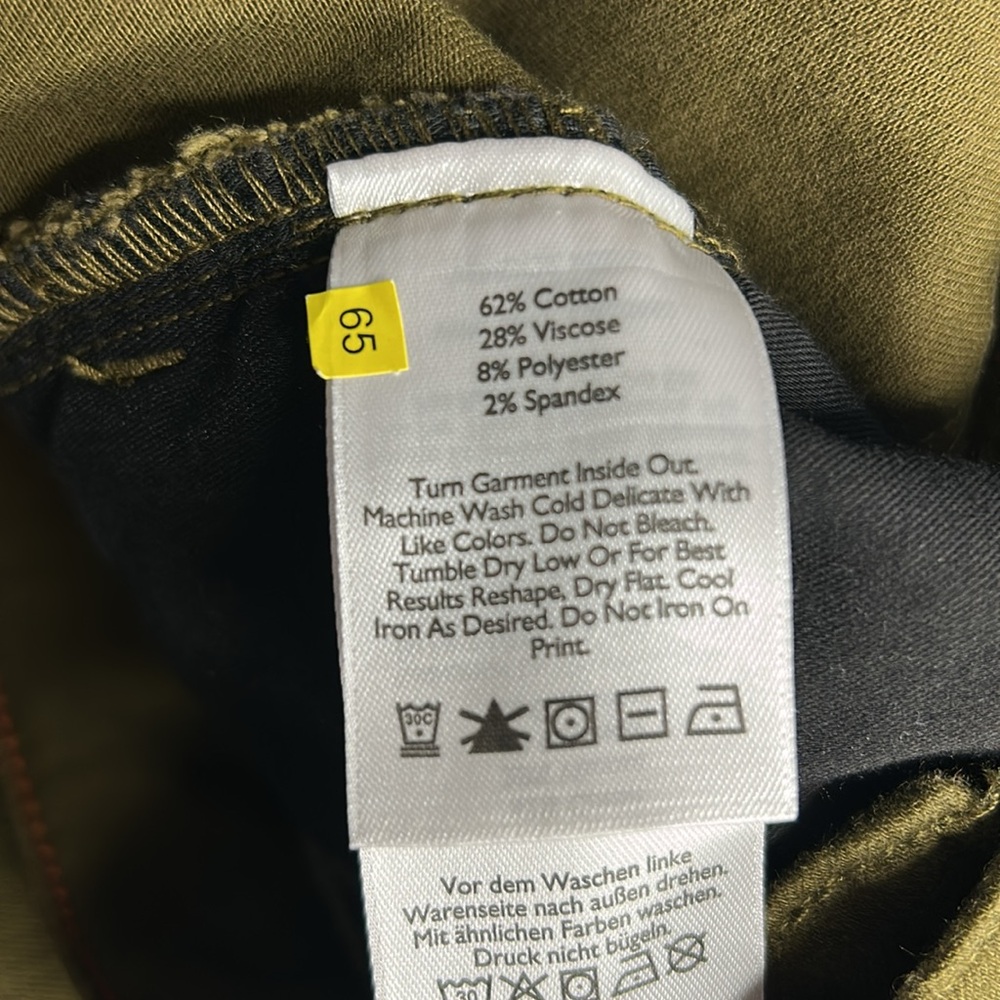 65
62% Cotton
28% Viscose
8% Polyester
2% Spandex
Turn Garment Inside Out.
Machine Wash Cold Delicate With
Like Colors. Do Not Bleach.
Tumble Dry Low Or For Best
Results Reshape, Dry Flat. Cool
Iron As Desired. Do Not Iron On
Print.
30C
Vor dem Waschen linke
Warenseite nach außen drehen.
Mit ähnlichen Farben waschen.
Druck nicht bügeln.
30